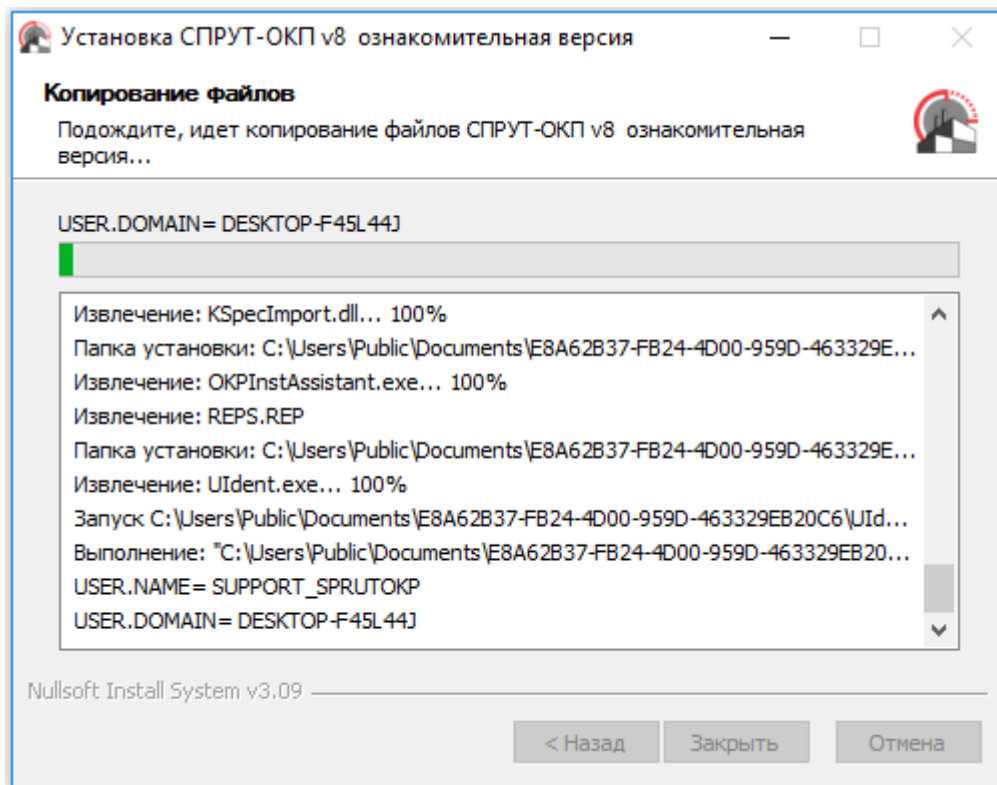 Установка СПРУТ-ОКП v8 ознакомительная версия
Копирование файлов
Подождите, идет копирование файлов СПРУТ-ОКП v8 ознакомительная
версия...
USER.DOMAIN= DESKTOP-F45L44J
Извлечение: KSpecImport.dll... 100%
Папка установки: C:\Users\Public\Documents\E8A62B37-FB24-4D00-959D-463329E...
Извлечение: OKPInstAssistant.exe... 100%
Извлечение: REPS.REP
Папка установки: C:\Users\Public\Documents\E8A62B37-FB24-4D00-959D-463329E...
Извлечение: UIdent.exe... 100%
Запуск C:\Users\Public\Documents\E8A62B37-FB24-4D00-959D-463329EB20C6\UId...
Выполнение: "C:\Users\Public\Documents\E8A62B37-FB24-4D00-959D-463329EB20...
USER.NAME= SUPPORT_SPRUTOKP
USER.DOMAIN= DESKTOP-F45L44J
Nullsoft Install System v3.09
< Назад Закрыть Отмена